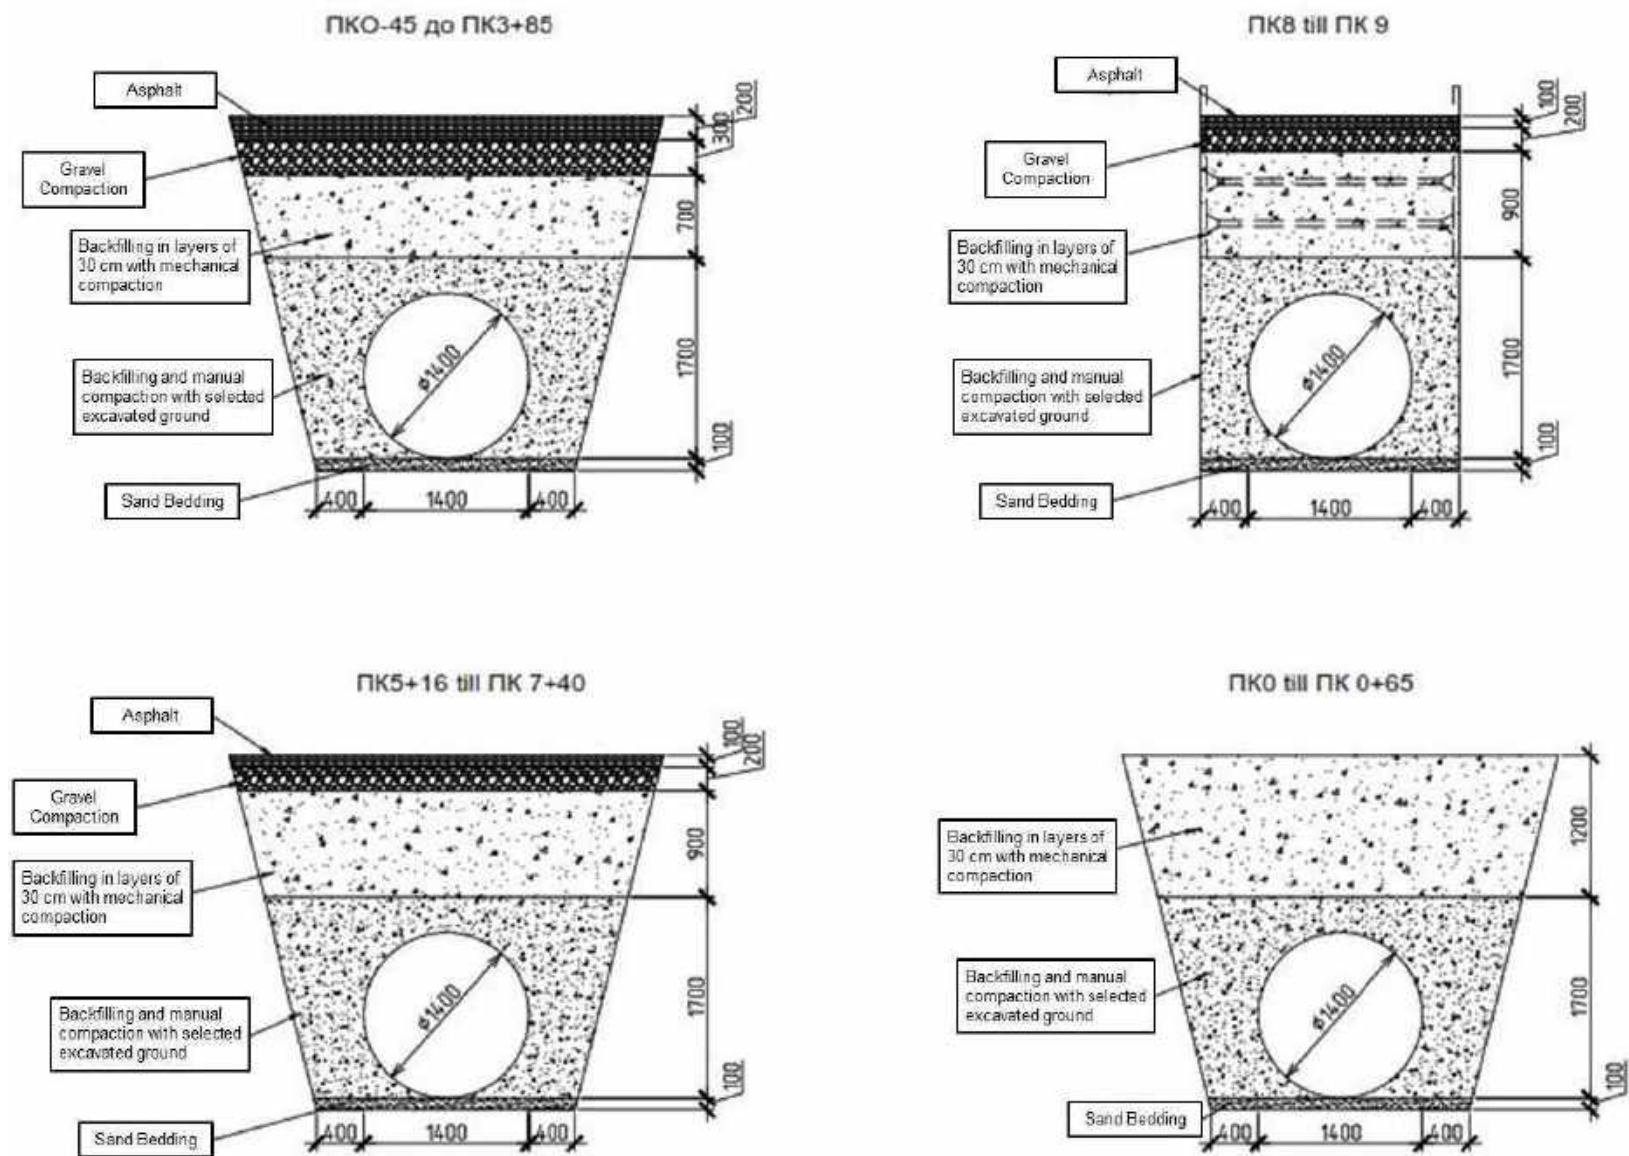 ПКО-45 до ПК3+85
Asphalt
Gravel
Compaction
Backfilling in layers of
30 cm with mechanical
compaction
Backfilling and manual
compaction with selected
excavated ground
Sand Bedding
200
300
700
1700
100
ϕ1400
400
1400
400
ПК8 till ПК 9
Asphalt
Gravel
Compaction
Backfilling in layers of
30 cm with mechanical
compaction
Backfilling and manual
compaction with selected
excavated ground
Sand Bedding
100
200
900
1700
100
ϕ1400
400
1400
400
ПК5+16 till ПК 7+40
Asphalt
Gravel
Compaction
Backfilling in layers of
30 cm with mechanical
compaction
Backfilling and manual
compaction with selected
excavated ground
Sand Bedding
100
200
900
1700
100
ϕ1400
400
1400
400
ПК0 till ПК 0+65
Backfilling in layers of
30 cm with mechanical
compaction
Backfilling and manual
compaction with selected
excavated ground
Sand Bedding
1200
1700
100
ϕ1400
400
1400
400